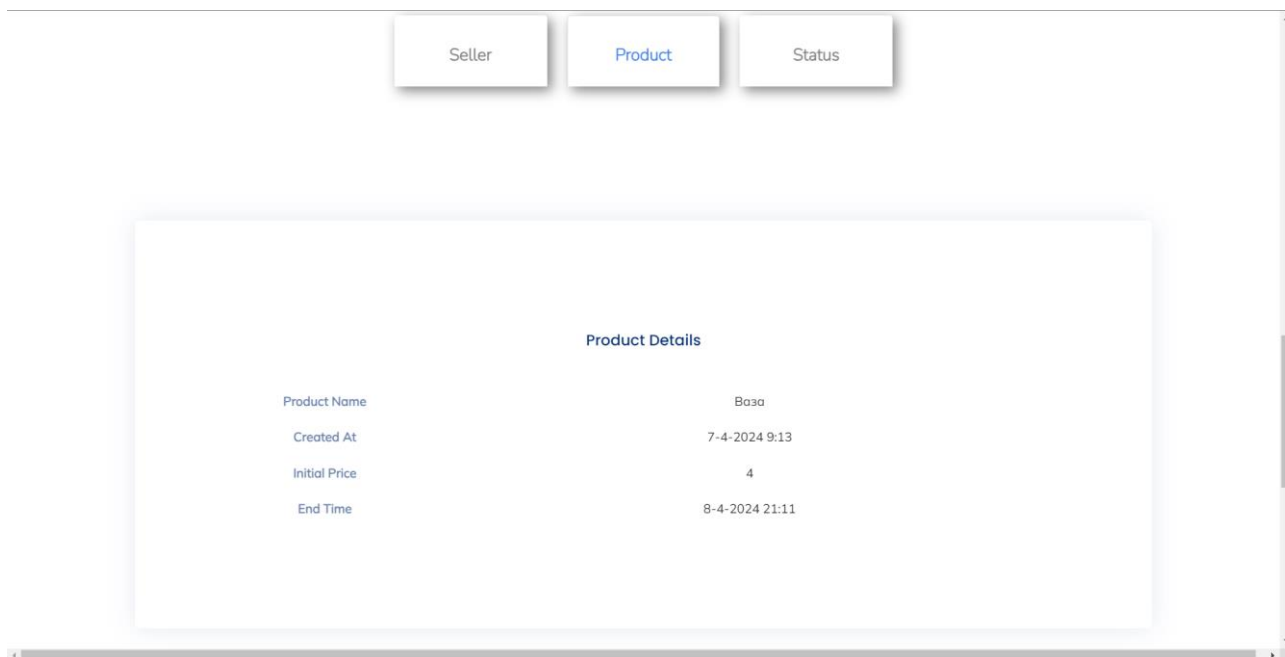 Seller Product Status
Product Details
Product Name Ваза
Created At 7-4-2024 9:13
Initial Price 4
End Time 8-4-2024 21:11